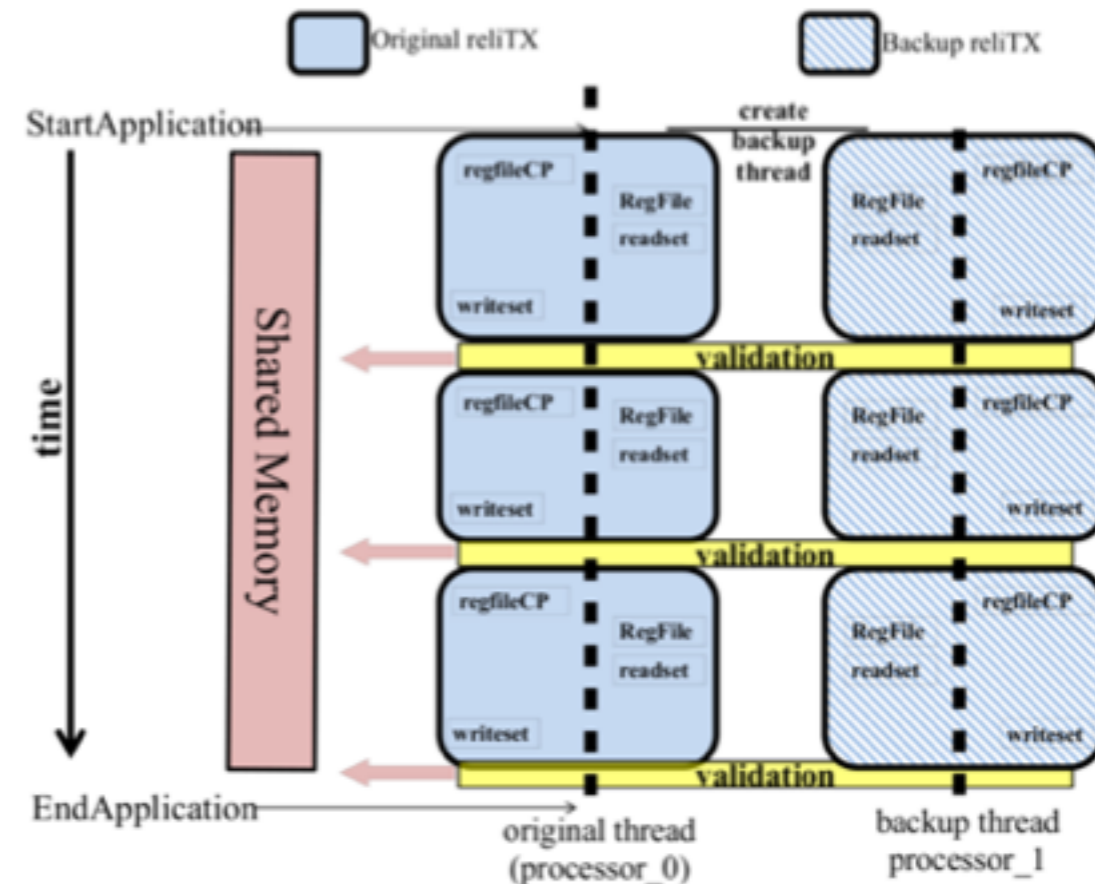 Original reliTX
Backup reliTX
StartApplication
create
backup
thread
regfileCP
RegFile
readset
writeset
RegFile
readset
regfileCP
writeset
validation
regfileCP
RegFile
readset
writeset
RegFile
readset
regfileCP
writeset
validation
regfileCP
RegFile
readset
writeset
RegFile
readset
regfileCP
writeset
validation
time
Shared Memory
EndApplication
original thread
(processor_0)
backup thread
processor_1